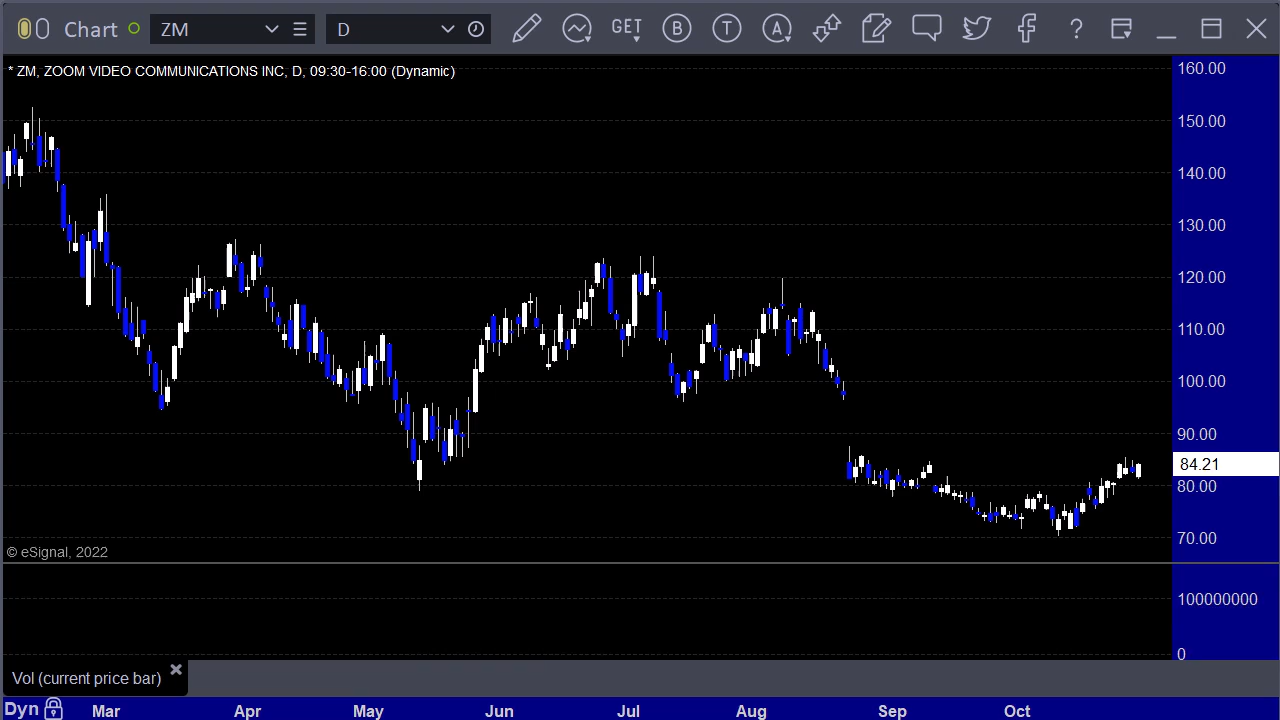 Chart ZM D GET B T A ?
* ZM, ZOOM VIDEO COMMUNICATIONS INC, D, 09:30-16:00 (Dynamic)
160.00
150.00
140.00
130.00
120.00
110.00
100.00
90.00
84.21
80.00
70.00
© eSignal, 2022
100000000
0
Vol (current price bar)
Dyn Mar Apr May Jun Jul Aug Sep Oct